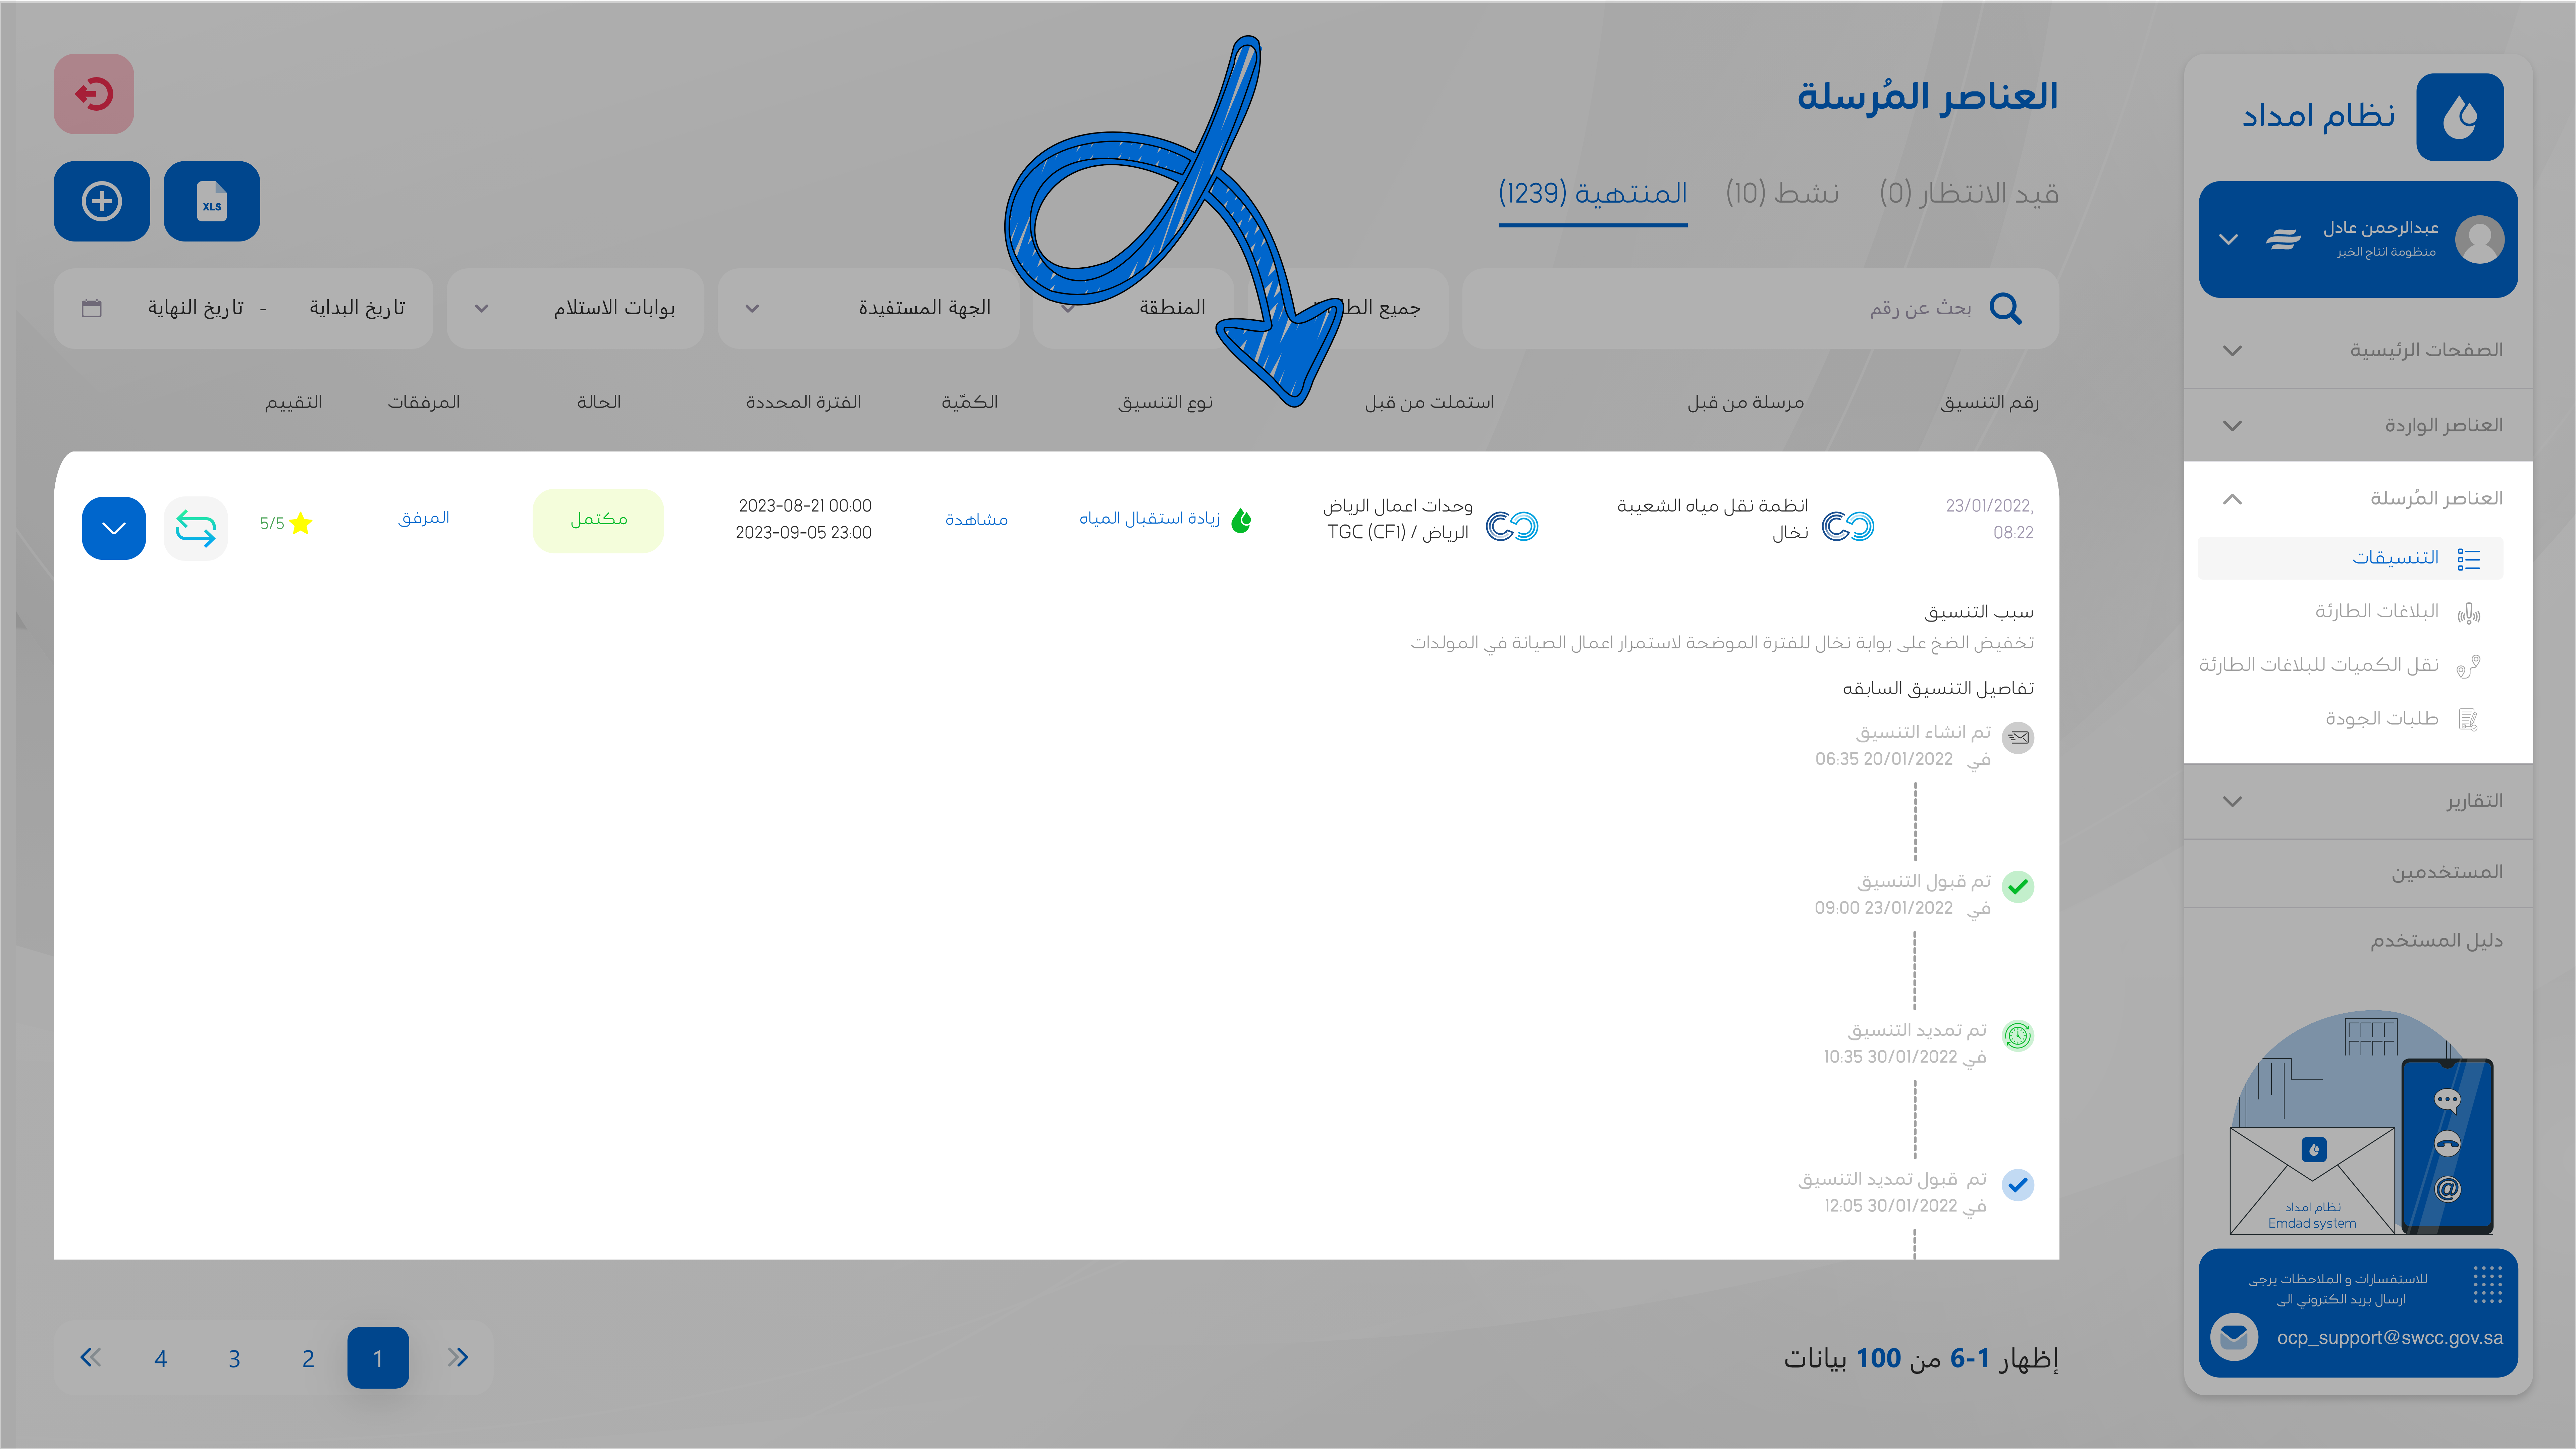 نظام امداد
عبدالرحمن عادل
منظومة انتاج الخبر
الصفحات الرئيسية
العناصر الواردة
العناصر المُرسلة
التنسيقات
البلاغات الطارئة
نقل الكميات للبلاغات الطارئة
طلبات الجودة
التقارير
المستخدمين
دليل المستخدم
نظام امداد
Emdad system
للاستفسارات و الملاحظات يرجى
ارسال بريد الكتروني الى
ocp_support@swcc.gov.sa
العناصر المُرسلة
قيد الانتظار (0) نشط (10) المنتهية (1239)
XLS
بحث عن رقم جميع المنطقة الجهة المستفيدة بوابات الاستلام تاريخ البداية - تاريخ النهاية
رقم التنسيق مرسلة من قبل استملت من قبل نوع التنسيق الكمّية الفترة المحددة الحالة المرفقات التقييم
23/01/2022, انظمة نقل مياه الشعيبة وحدات اعمال الرياض زيادة استقبال المياه مشاهدة 2023-08-21 00:00 مكتمل المرفق 5/5
08:22 نخال الرياض / TGC (CF1) 2023-09-05 23:00
سبب التنسيق
تخفيض الضخ على بوابة نخال للفترة الموضحة لاستمرار اعمال الصيانة في المولدات
تفاصيل التنسيق السابقه
تم انشاء التنسيق
في 20/01/2022 06:35
تم قبول التنسيق
في 23/01/2022 09:00
تم تمديد التنسيق
في 30/01/2022 10:35
تم قبول تمديد التنسيق
في 30/01/2022 12:05
إظهار 1-6 من 100 بيانات
1 2 3 4